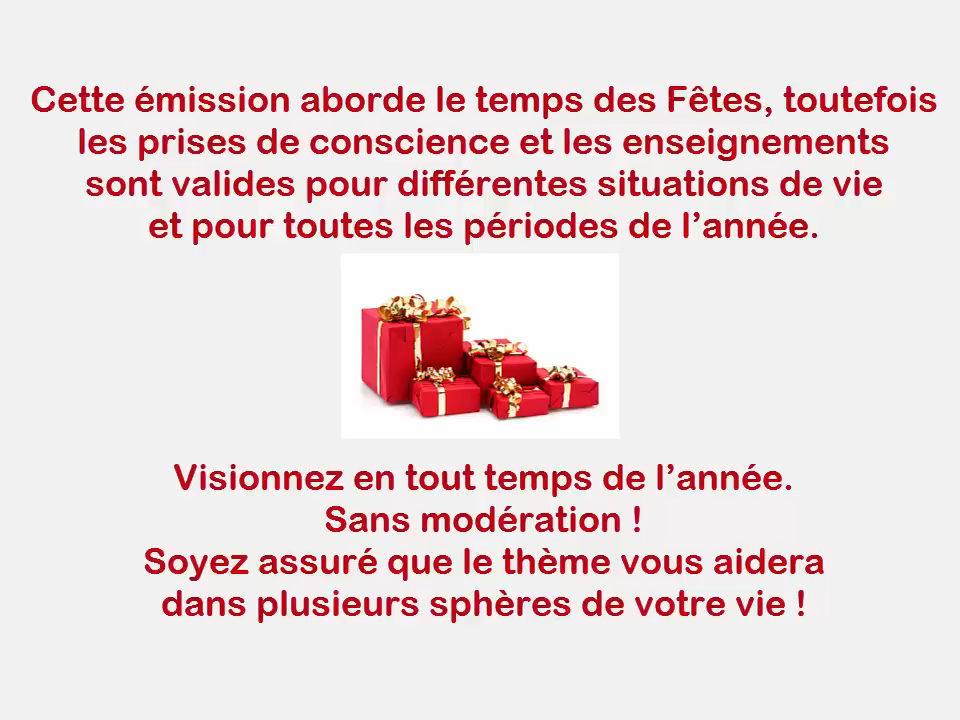 Cette émission aborde le temps des Fêtes, toutefois
les prises de conscience et les enseignements
sont valides pour différentes situations de vie
et pour toutes les périodes de l’année.
Visionnez en tout temps de l’année.
Sans modération !
Soyez assuré que le thème vous aidera
dans plusieurs sphères de votre vie !